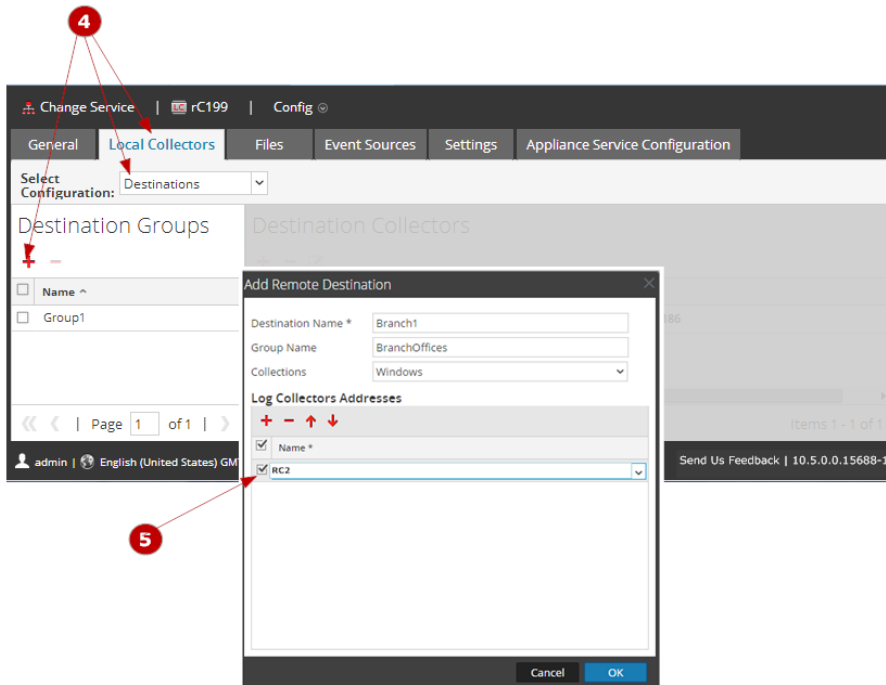 4
Change Service | LC rC199 | Config
General Local Collectors Files Event Sources Settings Appliance Service Configuration
Select Configuration: Destinations
Destination Groups
Destination Collectors
Name
Group1
Page 1 of 1
186
Items 1 - 1 of 1
admin | English (United States) GM
Send Us Feedback | 10.5.0.0.15688-1
Add Remote Destination
Destination Name * Branch1
Group Name BranchOffices
Collections Windows
Log Collectors Addresses
Name *
RC2
5
Cancel OK